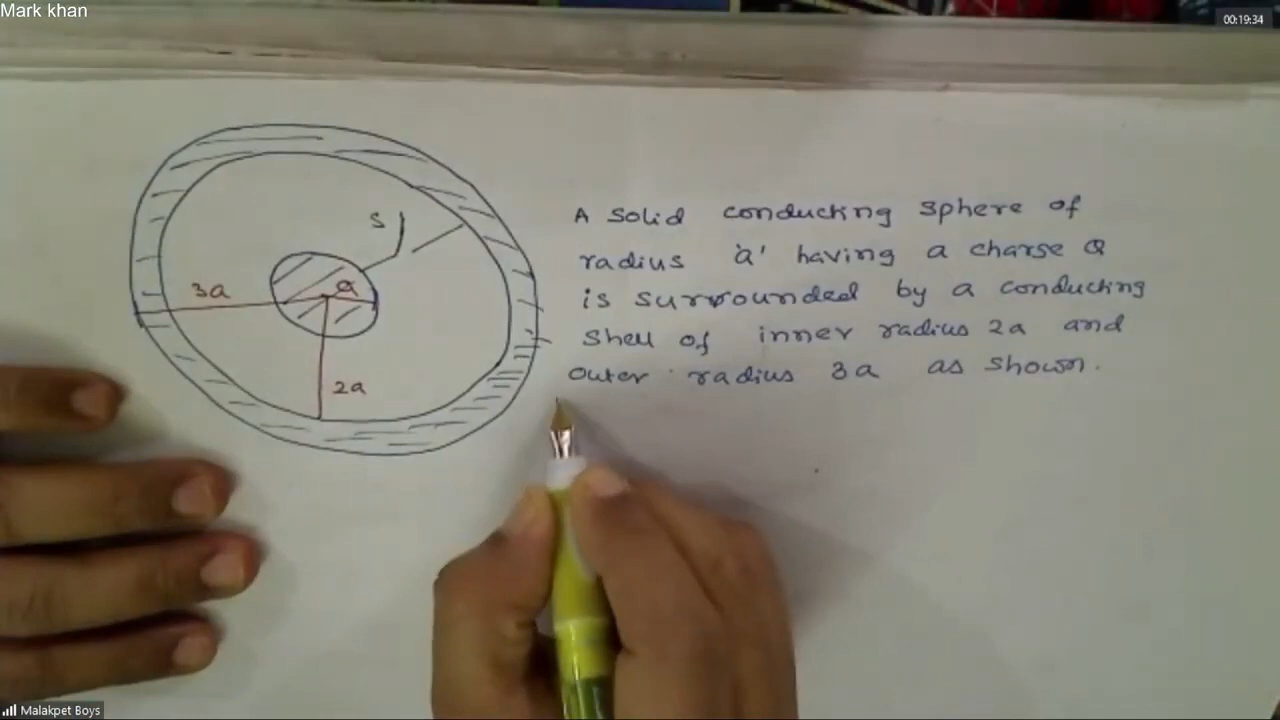 Mark khan
00:19:34
S
a
3a
2a
A solid conducting sphere of
radius 'a' having a charge Q
is surrounded by a conducting
shell of inner radius 2a and
outer radius 3a as shown.
Malakpet Boys